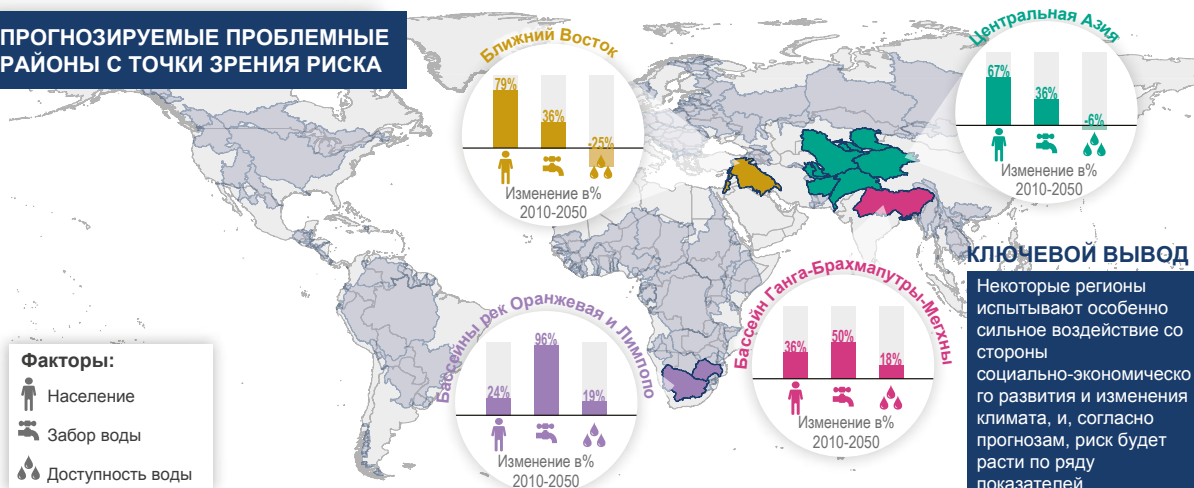 ПРОГНОЗИРУЕМЫЕ ПРОБЛЕМНЫЕ
РАЙОНЫ С ТОЧКИ ЗРЕНИЯ РИСКА
Ближний Восток
79%
36%
-25%
Изменение в%
2010-2050
Центральная Азия
67%
36%
-6%
Изменение в%
2010-2050
Бассейны рек Оранжевая и Лимпопо
24%
96%
19%
Изменение в%
2010-2050
Бассейн Ганга-Брахмапутры-Мегхны
36%
50%
18%
Изменение в%
2010-2050
КЛЮЧЕВОЙ ВЫВОД
Некоторые регионы
испытывают особенно
сильное воздействие со
стороны
социально-экономическо
го развития и изменения
климата, и, согласно
прогнозам, риск будет
расти по ряду
показателей
Факторы:
Население
Забор воды
Доступность воды